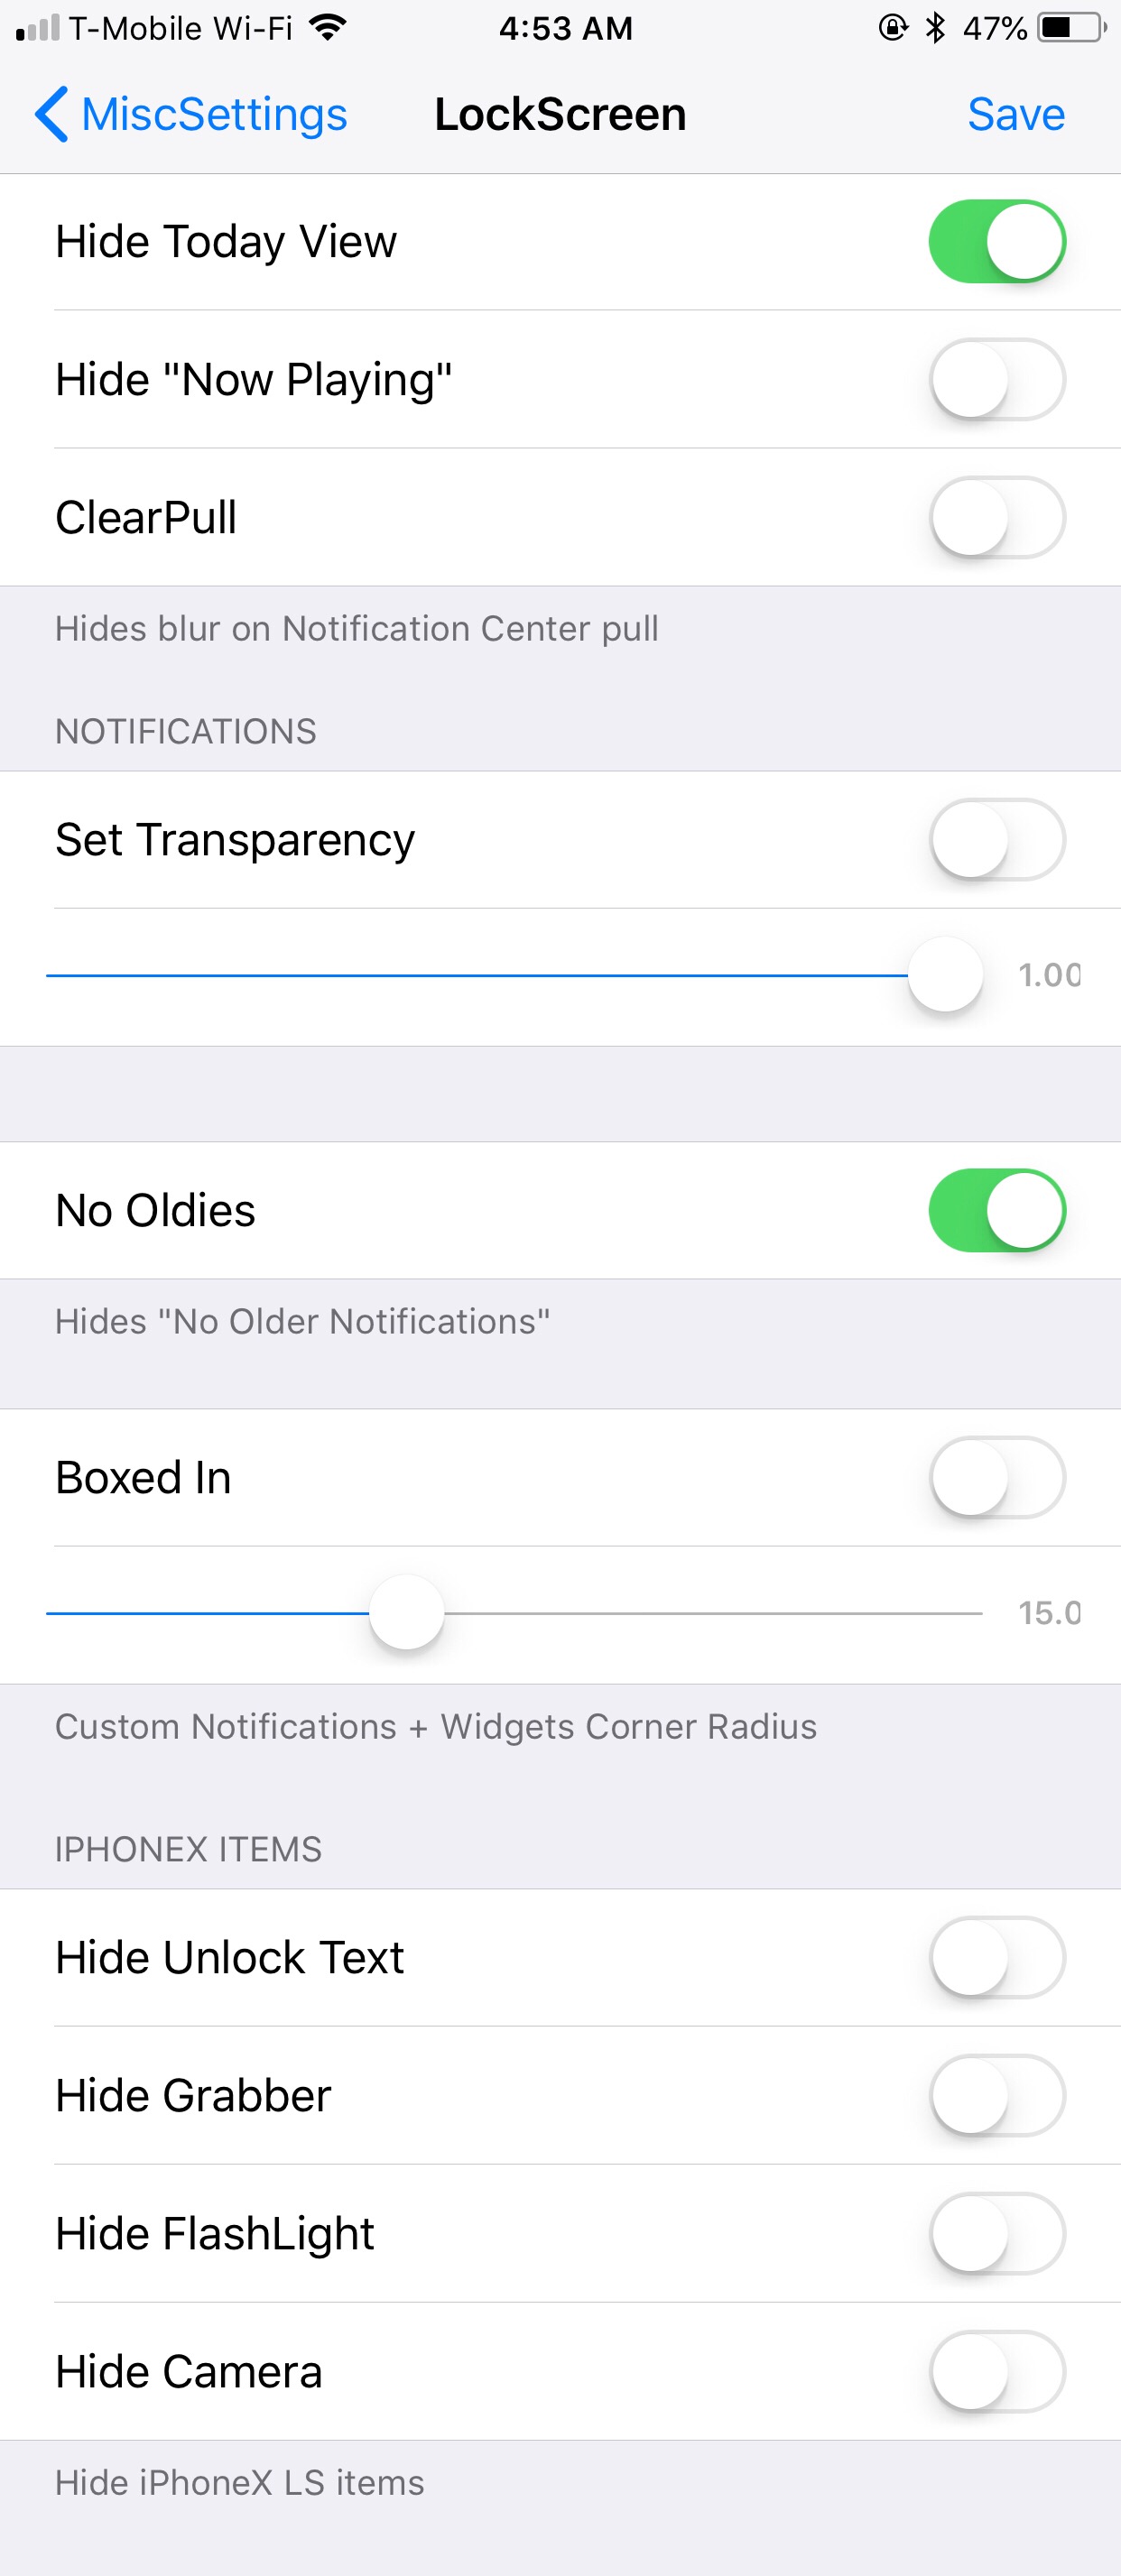 T-Mobile Wi-Fi 4:53 AM 47%
MiscSettings LockScreen Save
Hide Today View
Hide "Now Playing"
ClearPull
Hides blur on Notification Center pull
NOTIFICATIONS
Set Transparency
1.00
No Oldies
Hides "No Older Notifications"
Boxed In
15.0
Custom Notifications + Widgets Corner Radius
IPHONEX ITEMS
Hide Unlock Text
Hide Grabber
Hide FlashLight
Hide Camera
Hide iPhoneX LS items